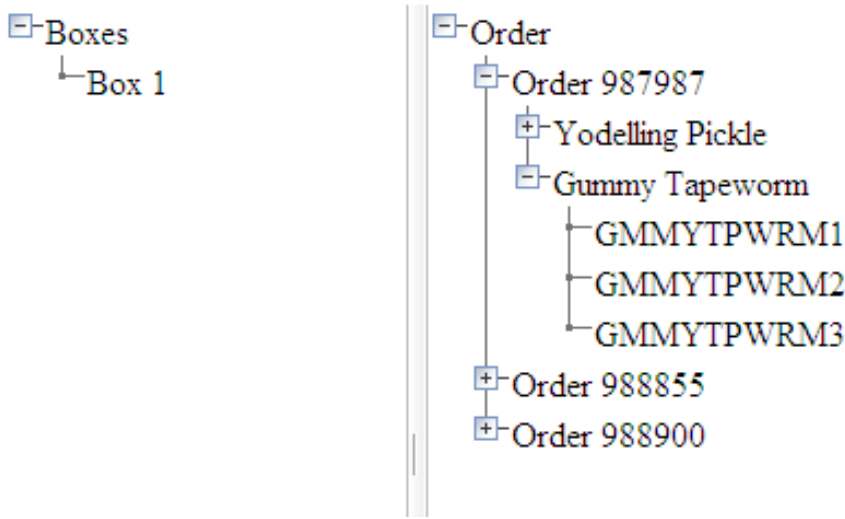 Boxes
Box 1
Order
Order 987987
Yodelling Pickle
Gummy Tapeworm
GMMYTPWRM1
GMMYTPWRM2
GMMYTPWRM3
Order 988855
Order 988900